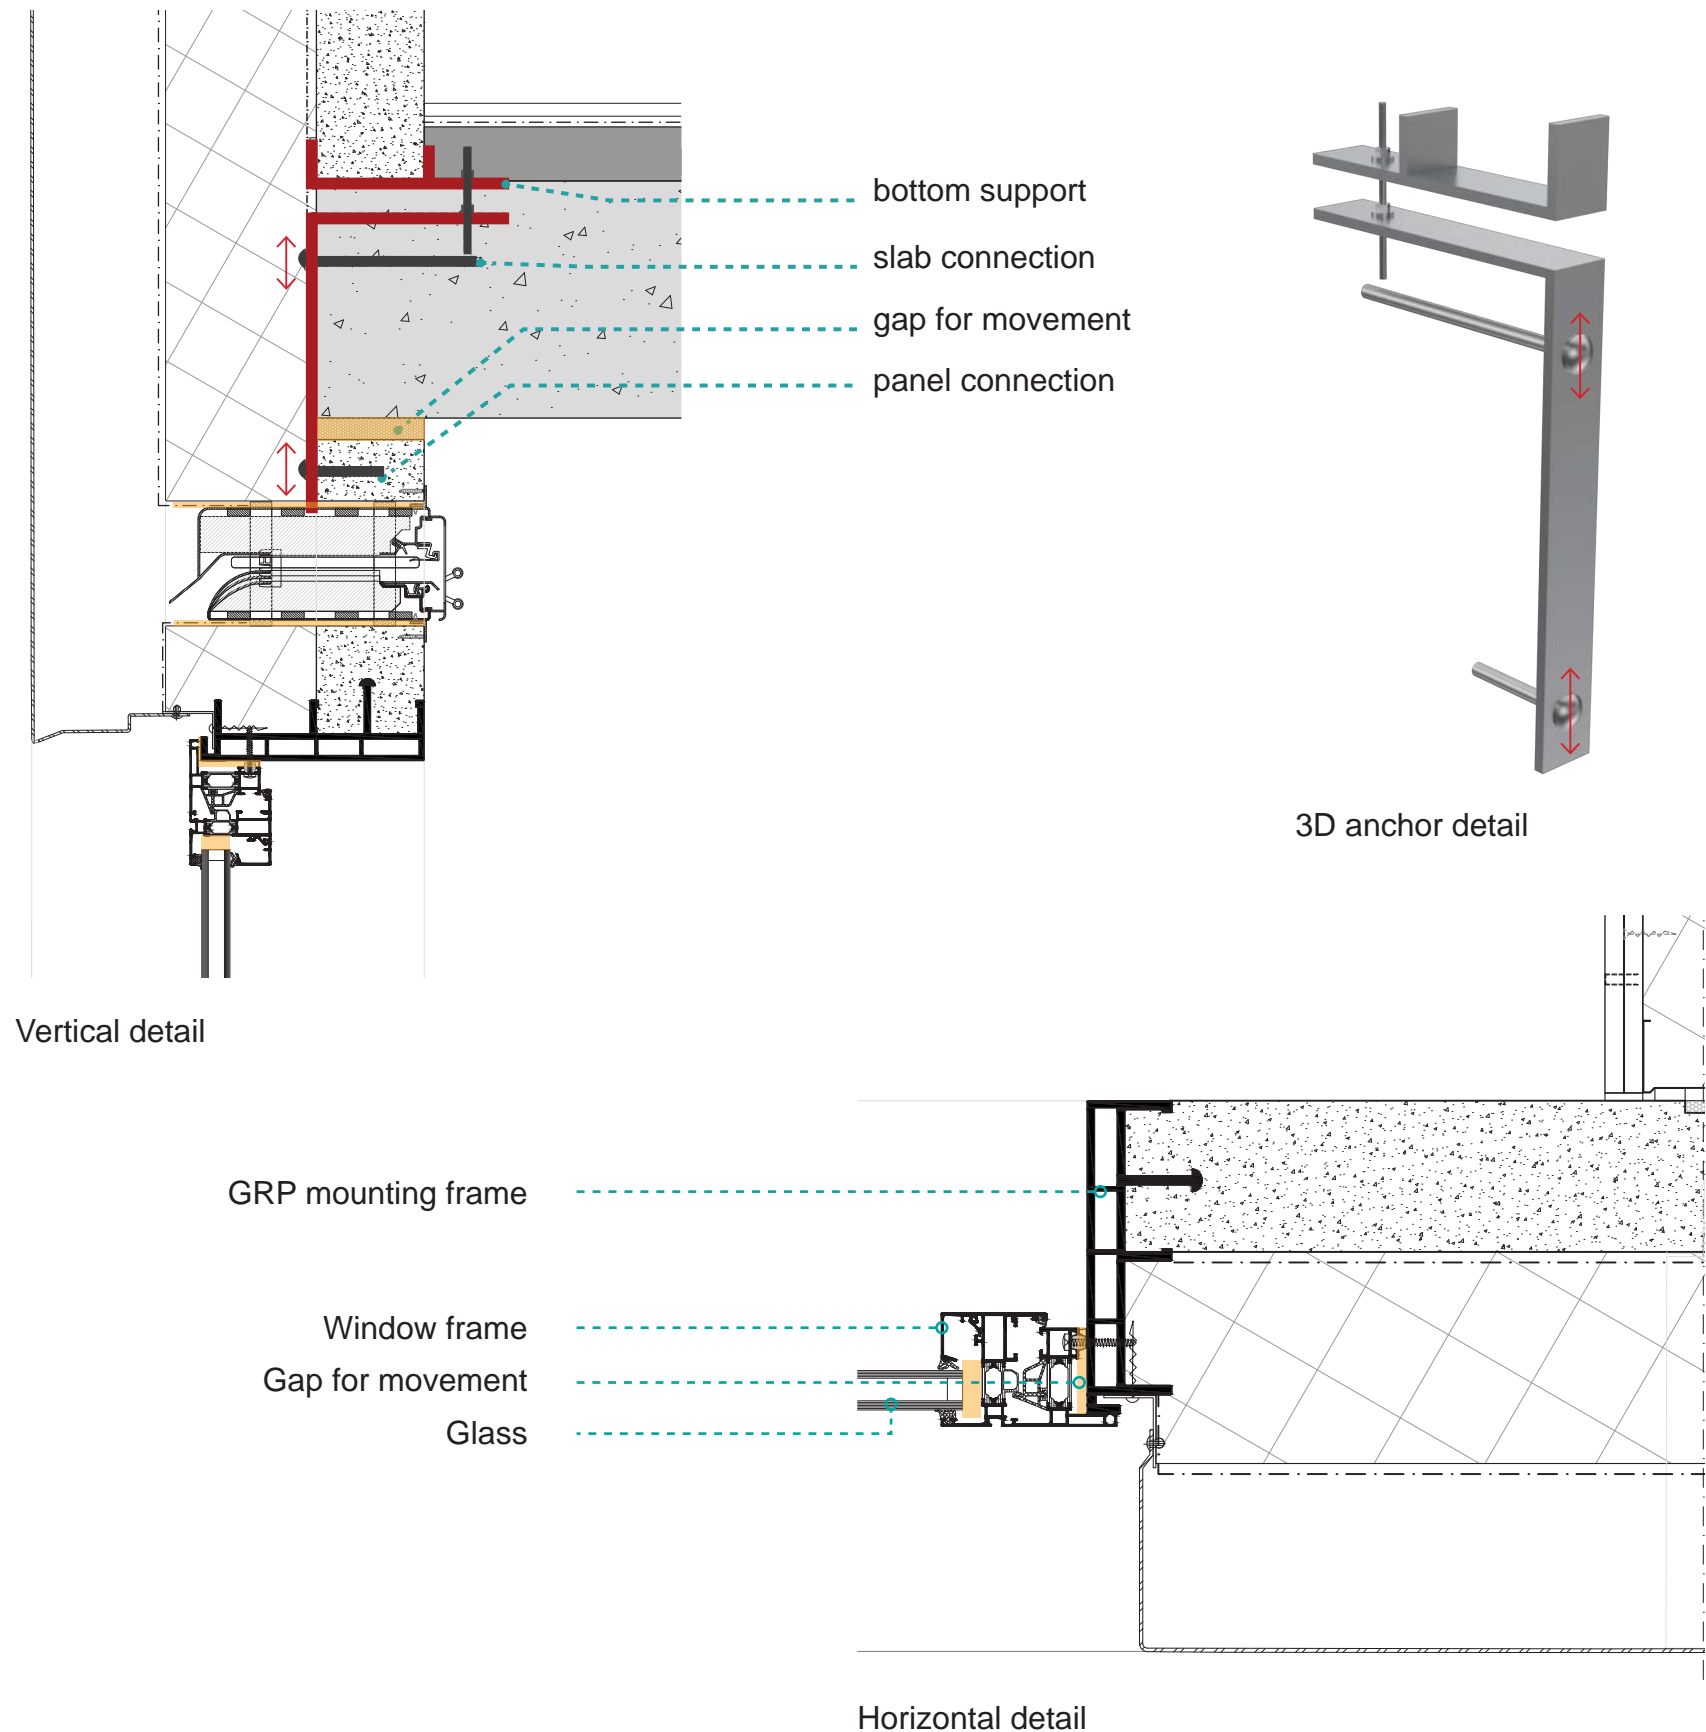 bottom support
slab connection
gap for movement
panel connection
3D anchor detail
Vertical detail
GRP mounting frame
Window frame
Gap for movement
Glass
Horizontal detail